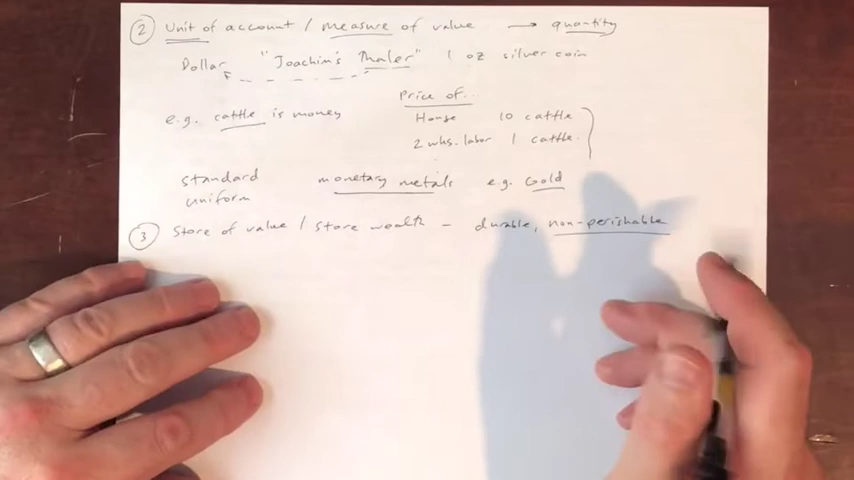 ② Unit of account / measure of value → quantity
Dollar "Joachim's Thaler" 1 oz silver coin
e.g. cattle is money
Price of...
House 10 cattle
2 wks. labor 1 cattle.
standard
uniform
monetary metals e.g. Gold
③ Store of value / store wealth - durable, non-perishable